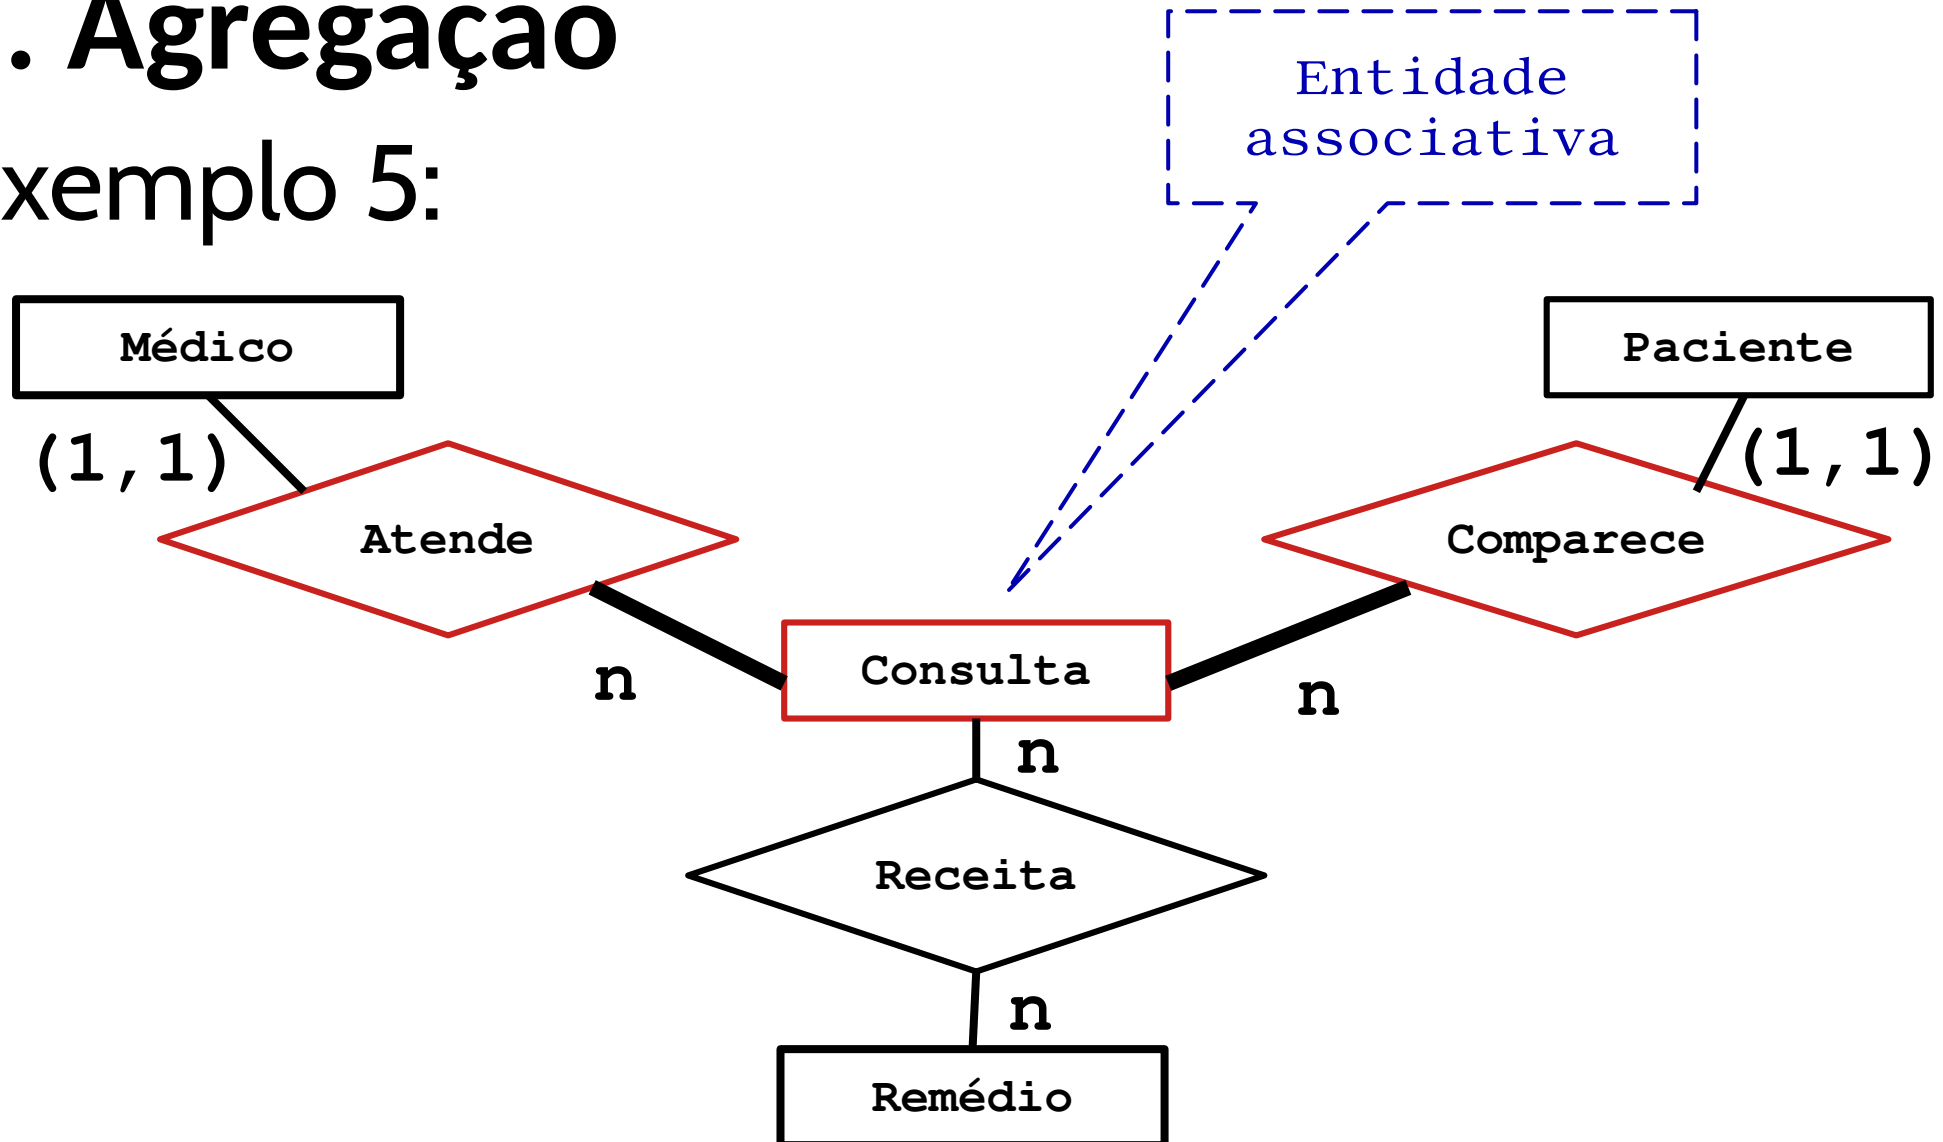 . Agregação
xemplo 5:
Entidade
associativa
Médico
Paciente
(1,1)
(1,1)
Atende
Comparece
n
Consulta
n
n
Receita
n
Remédio